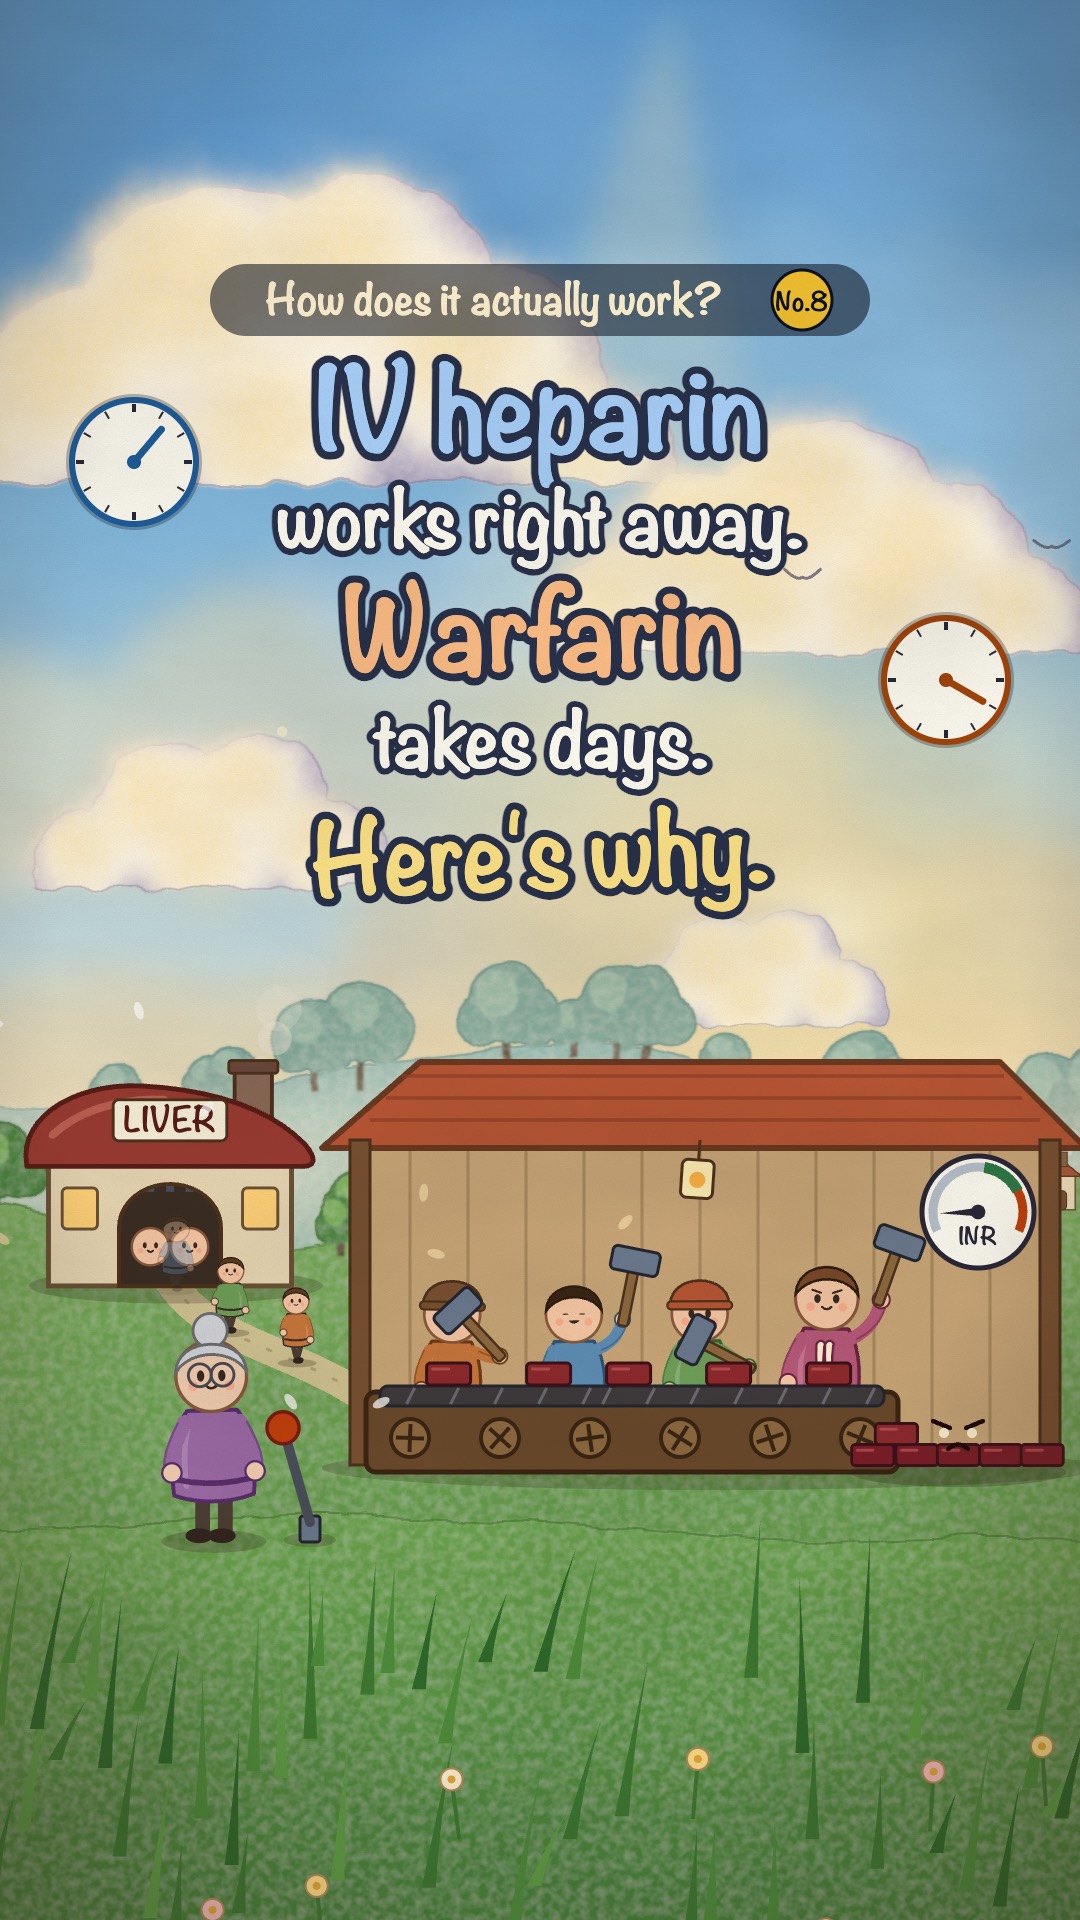 How does it actually work? No.8
IV heparin
works right away.
Warfarin
takes days.
Here's why.
LIVER
INR